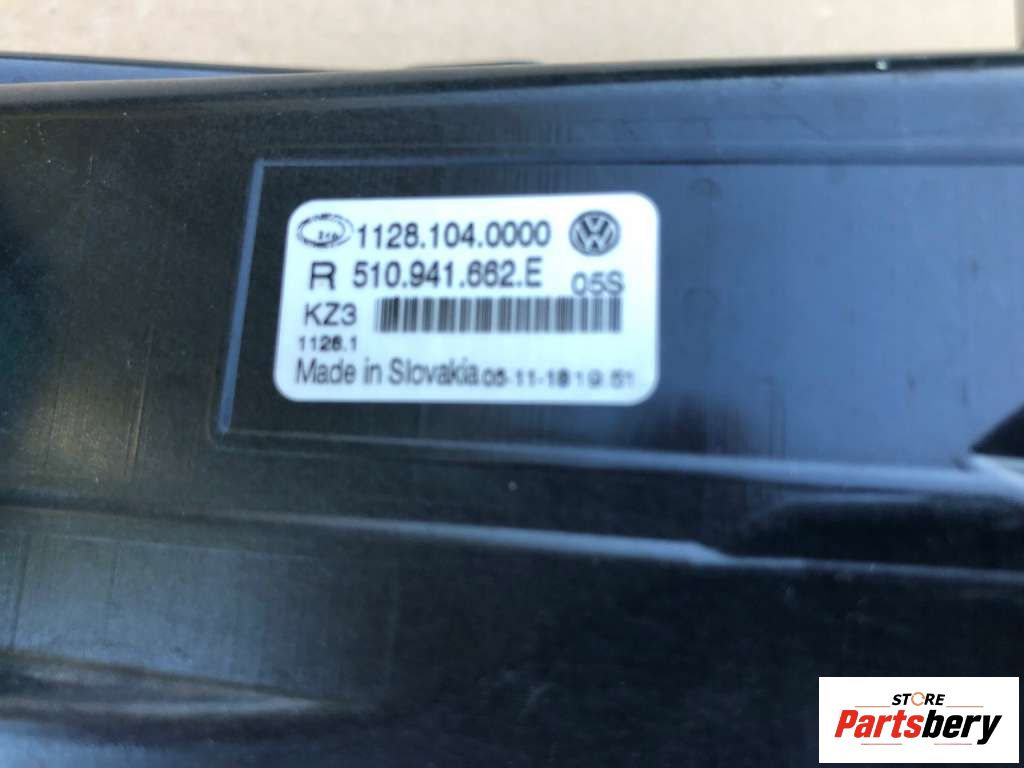 1128.104.0000
R 510.941.662.E 05S
KZ3
1128.1
Made in Slovakia 05-11-18 19:51
STORE
Partsbery